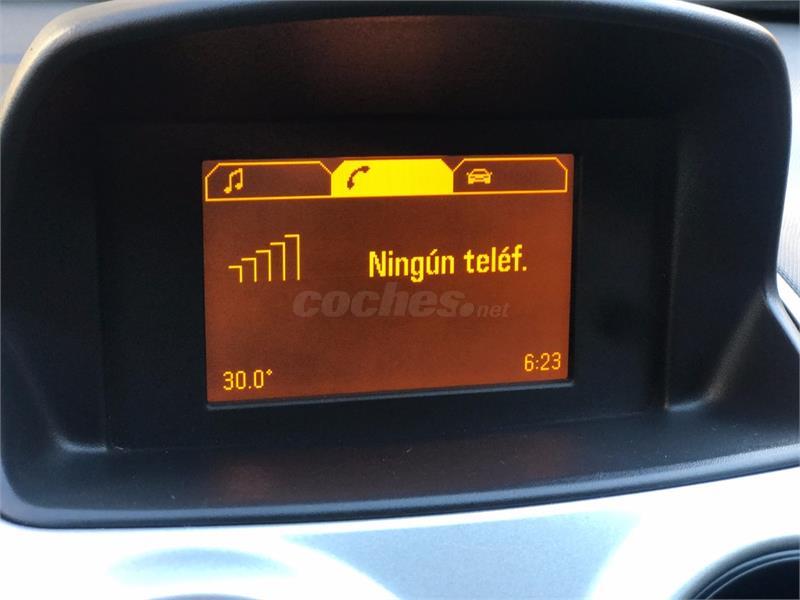 Ningún teléf.
coches.net
30.0°
6:23